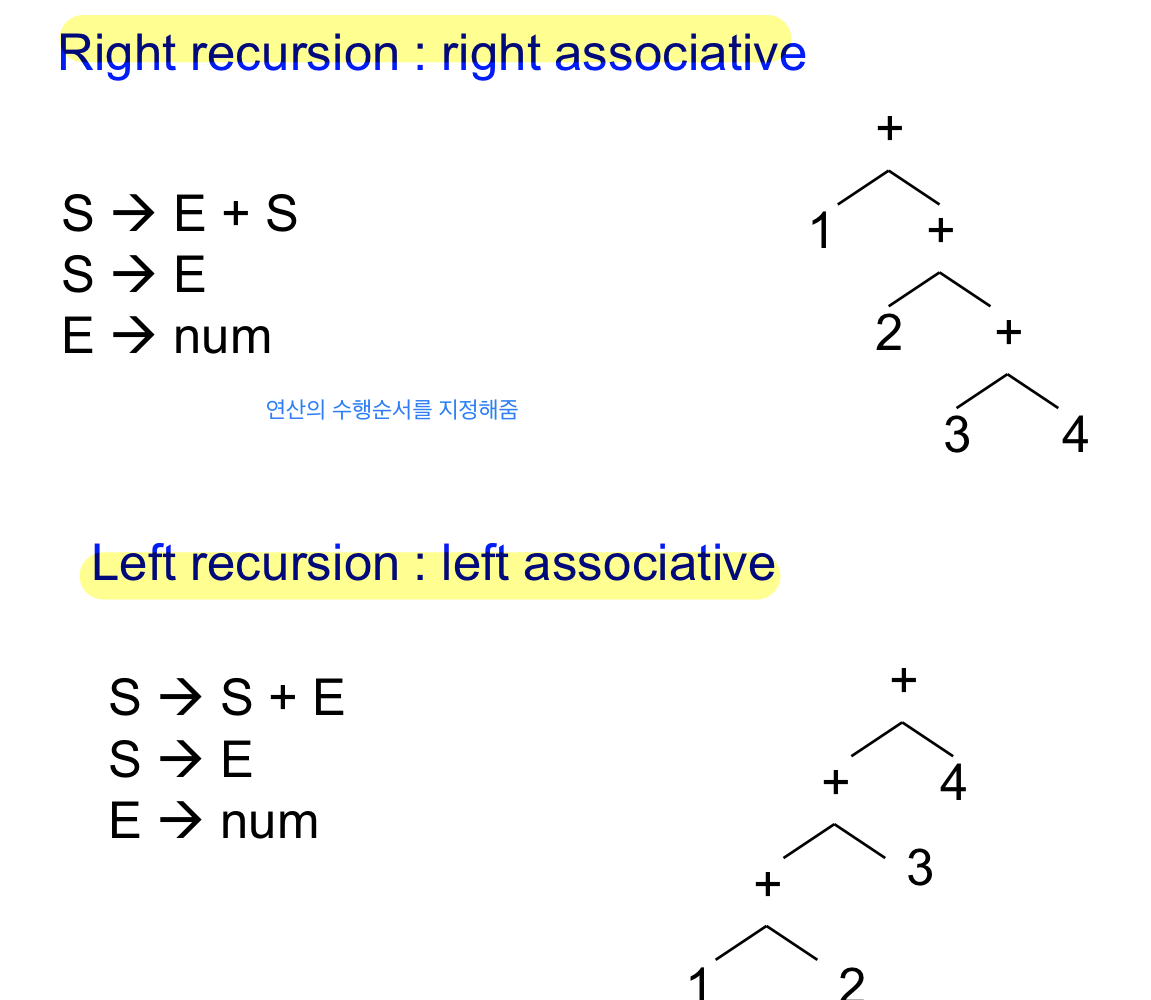 Right recursion : right associative
+
S → E + S
1 +
S → E
2 +
E → num
연산의 수행순서를 지정해줌
3 4
Left recursion : left associative
+
S → S + E
S → E
+ 4
E → num
3
+
1 2